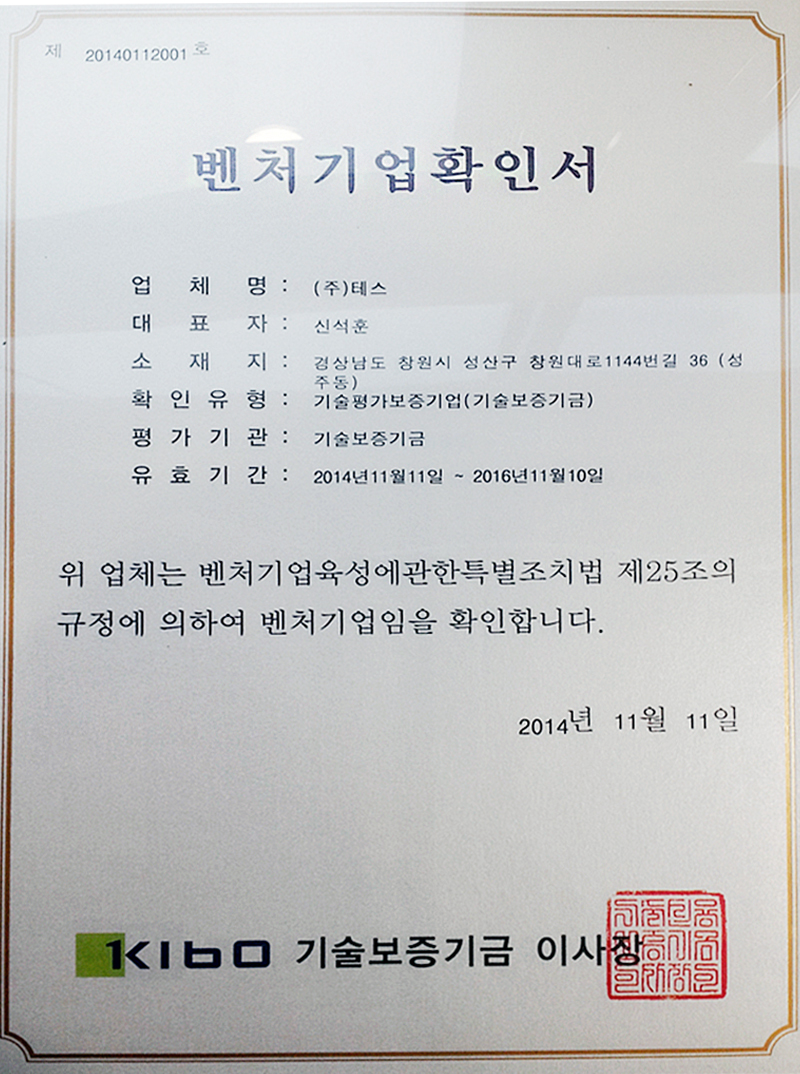 제 20140112001 호
벤처기업확인서
업 체 명 : (주)테스
대 표 자 : 신석훈
소 재 지 : 경상남도 창원시 성산구 창원대로1144번길 36 (성
주동)
확 인 유 형 : 기술평가보증기업(기술보증기금)
평 가 기 관 : 기술보증기금
유 효 기 간 : 2014년11월11일 ~ 2016년11월10일
위 업체는 벤처기업육성에관한특별조치법 제25조의
규정에 의하여 벤처기업임을 확인합니다.
2014년 11월 11일
KIBO 기술보증기금 이사장